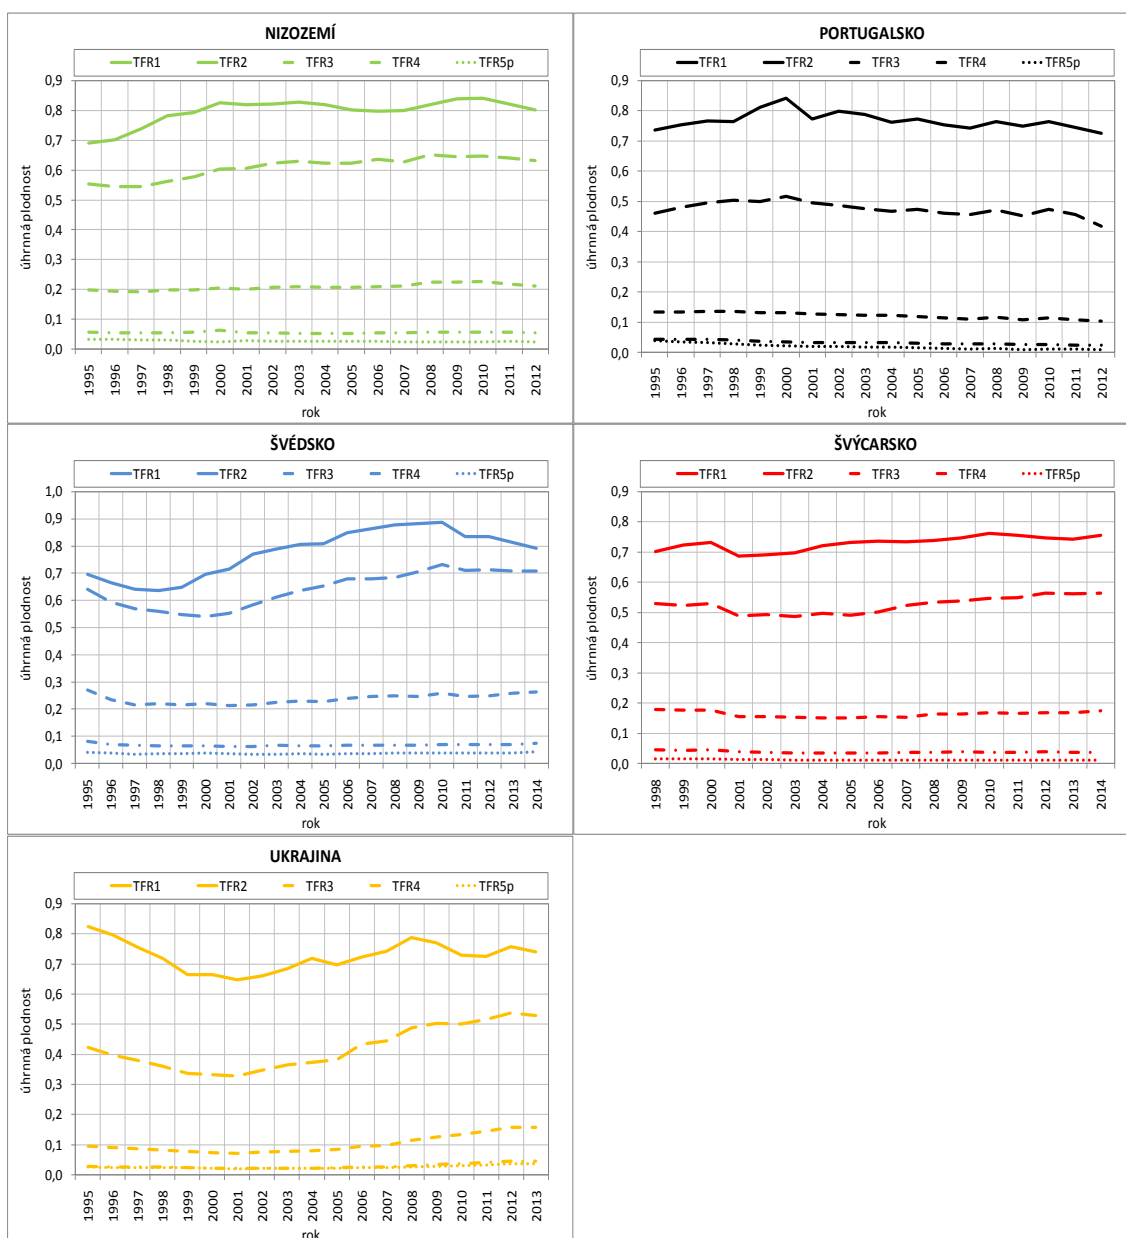 NIZOZEMÍ
TFR1 TFR2 TFR3 TFR4 TFR5p
úhrnná plodnost
0,9
0,8
0,7
0,6
0,5
0,4
0,3
0,2
0,1
0,0
1995 1996 1997 1998 1999 2000 2001 2002 2003 2004 2005 2006 2007 2008 2009 2010 2011 2012
rok
PORTUGALSKO
TFR1 TFR2 TFR3 TFR4 TFR5p
úhrnná plodnost
0,9
0,8
0,7
0,6
0,5
0,4
0,3
0,2
0,1
0,0
1995 1996 1997 1998 1999 2000 2001 2002 2003 2004 2005 2006 2007 2008 2009 2010 2011 2012
rok
ŠVÉDSKO
TFR1 TFR2 TFR3 TFR4 TFR5p
úhrnná plodnost
1,0
0,9
0,8
0,7
0,6
0,5
0,4
0,3
0,2
0,1
0,0
1995 1996 1997 1998 1999 2000 2001 2002 2003 2004 2005 2006 2007 2008 2009 2010 2011 2012 2013 2014
rok
ŠVÝCARSKO
TFR1 TFR2 TFR3 TFR4 TFR5p
úhrnná plodnost
0,9
0,8
0,7
0,6
0,5
0,4
0,3
0,2
0,1
0,0
1998 1999 2000 2001 2002 2003 2004 2005 2006 2007 2008 2009 2010 2011 2012 2013 2014
rok
UKRAJINA
TFR1 TFR2 TFR3 TFR4 TFR5p
úhrnná plodnost
0,9
0,8
0,7
0,6
0,5
0,4
0,3
0,2
0,1
0,0
1995 1996 1997 1998 1999 2000 2001 2002 2003 2004 2005 2006 2007 2008 2009 2010 2011 2012 2013
rok